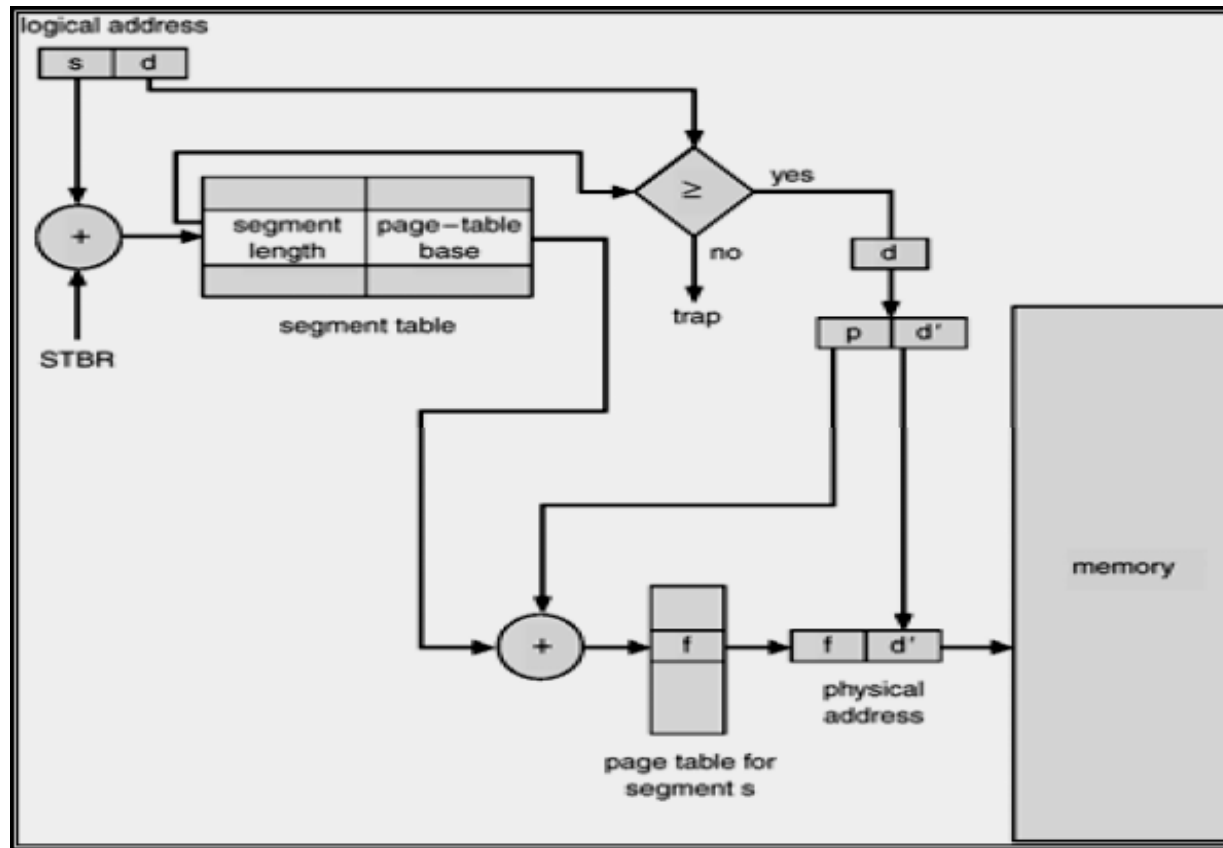 logical address
s d
≥
yes
+
segment page-table
length base
no
d
segment table
trap
p d'
STBR
memory
+
f
f d'
physical
address
page table for
segment s